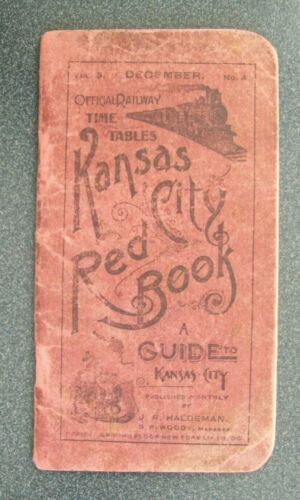 VOL. 3. DECEMBER. No. 4
OFFICIAL RAILWAY
TIME
TABLES
Kansas
City
Red
Book
A
GUIDE TO
KANSAS CITY
PUBLISHED MONTHLY
BY
J. R. HALDEMAN.
MANAGER